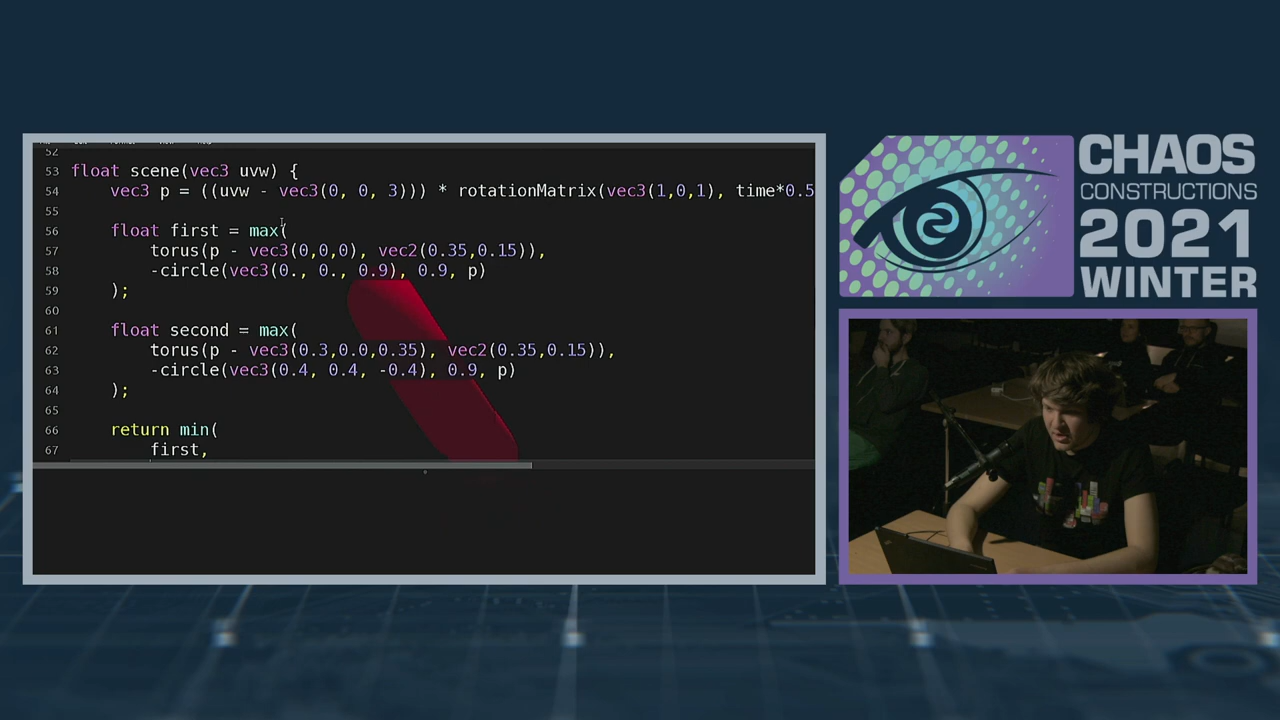 52
53 float scene(vec3 uvw) {
54 vec3 p = ((uvw - vec3(0, 0, 3))) * rotationMatrix(vec3(1,0,1), time*0.5
55
56 float first = max(
57 torus(p - vec3(0,0,0), vec2(0.35,0.15)),
58 -circle(vec3(0., 0., 0.9), 0.9, p)
59 );
60
61 float second = max(
62 torus(p - vec3(0.3,0.0,0.35), vec2(0.35,0.15)),
63 -circle(vec3(0.4, 0.4, -0.4), 0.9, p)
64 );
65
66 return min(
67 first,
CHAOS
CONSTRUCTIONS
2021
WINTER